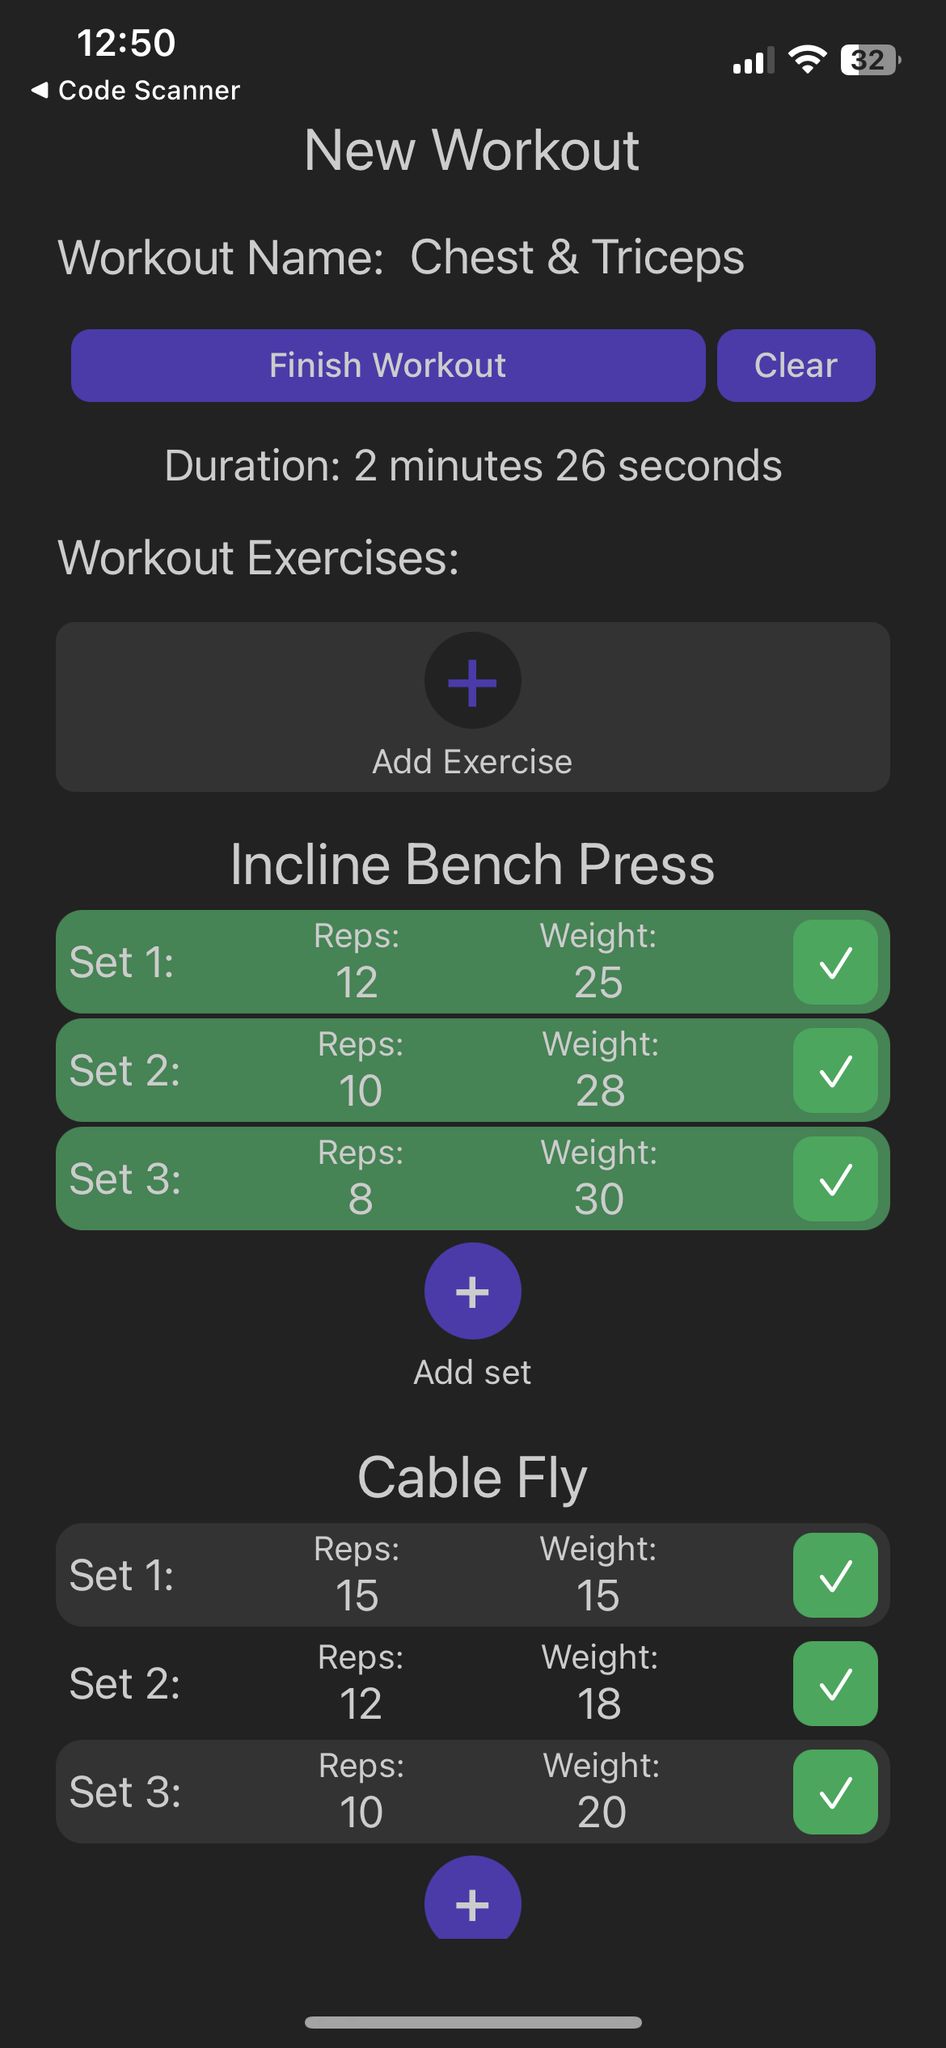 12:50
32
◀ Code Scanner
New Workout
Workout Name: Chest & Triceps
Finish Workout Clear
Duration: 2 minutes 26 seconds
Workout Exercises:
+
Add Exercise
Incline Bench Press
Set 1: Reps: 12 Weight: 25 ✓
Set 2: Reps: 10 Weight: 28 ✓
Set 3: Reps: 8 Weight: 30 ✓
+
Add set
Cable Fly
Set 1: Reps: 15 Weight: 15 ✓
Set 2: Reps: 12 Weight: 18 ✓
Set 3: Reps: 10 Weight: 20 ✓
+